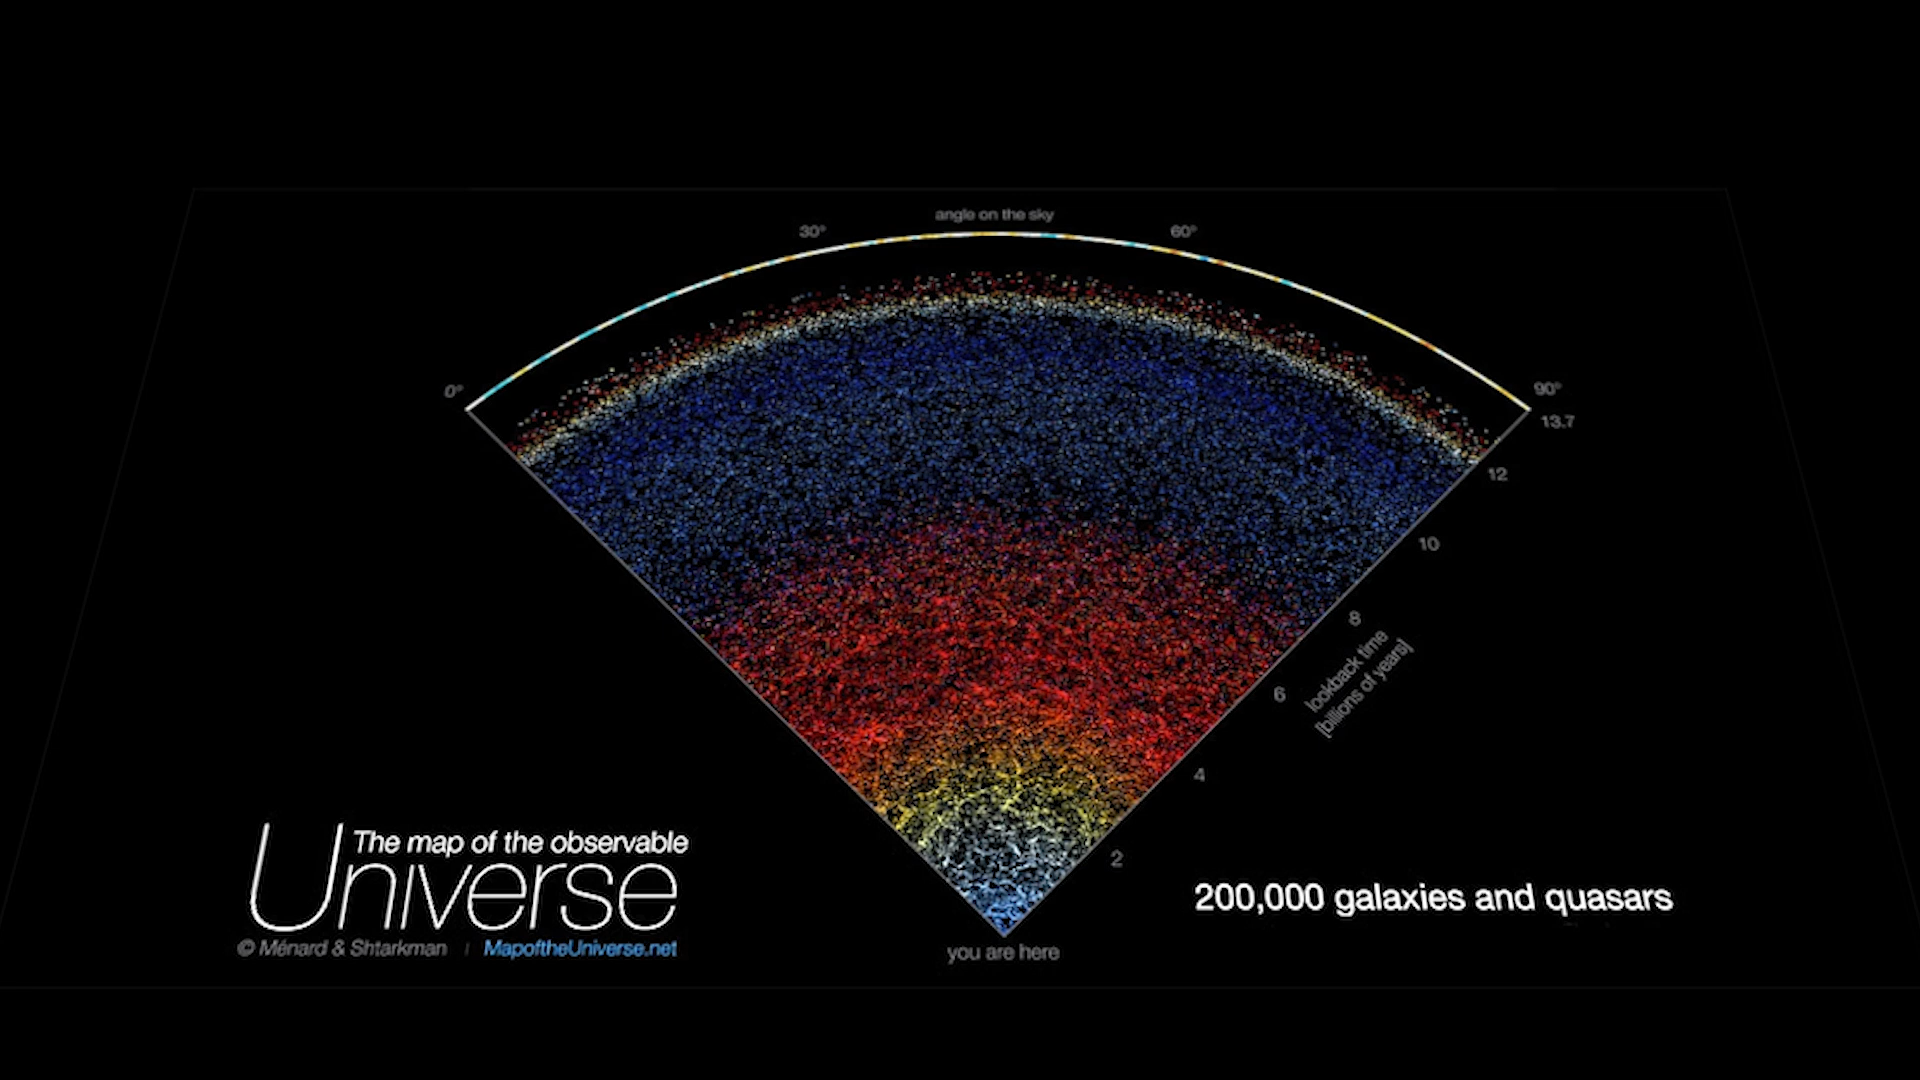 angle on the sky
30°
60°
0°
90°
13.7
12
10
8
lookback time
[billions of years]
6
4
2
The map of the observable
Universe
© Ménard & Shtarkman | MapoftheUniverse.net
200,000 galaxies and quasars
you are here